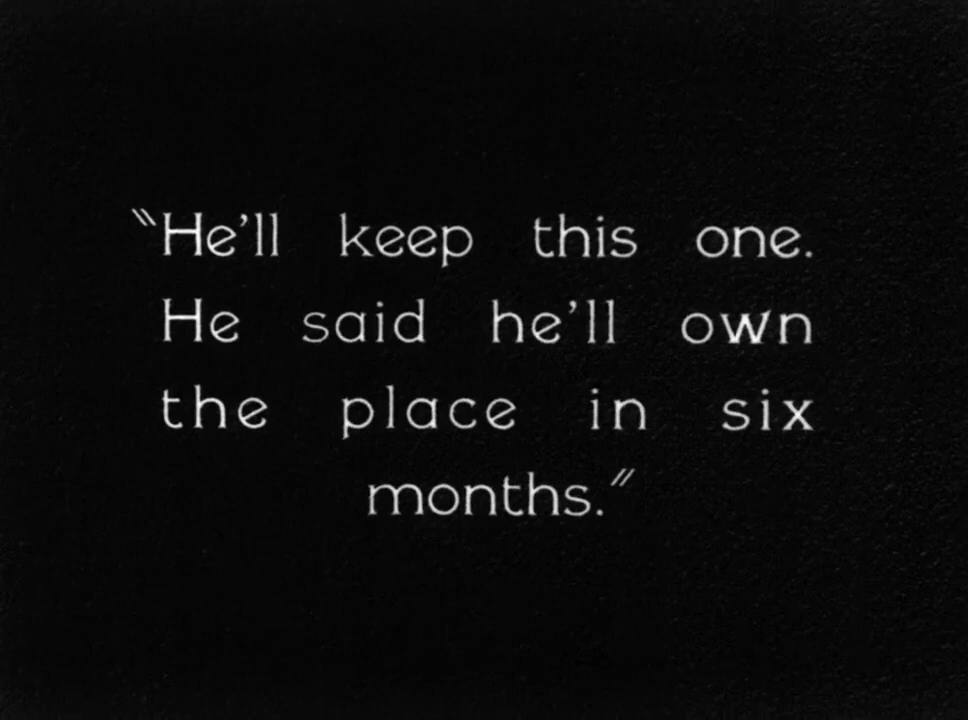 "He'll keep this one.
He said he'll own
the place in six
months."